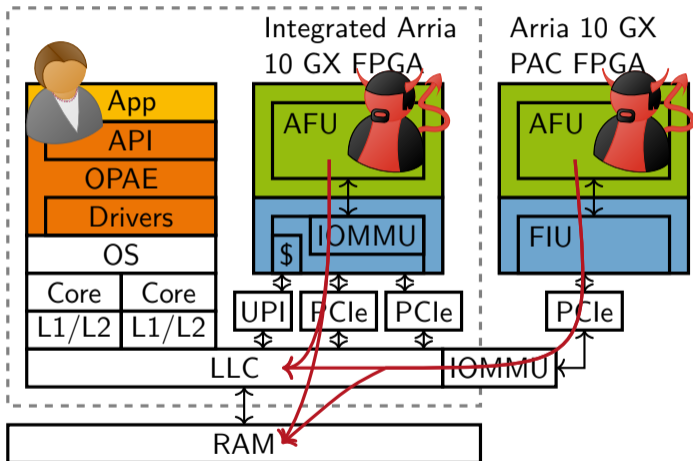 Integrated Arria
10 GX FPGA
Arria 10 GX
PAC FPGA
App
API
OPAE
Drivers
OS
Core
Core
L1/L2
L1/L2
AFU
IOMMU
$
UPI
PCIe
PCIe
AFU
FIU
PCIe
LLC
IOMMU
RAM